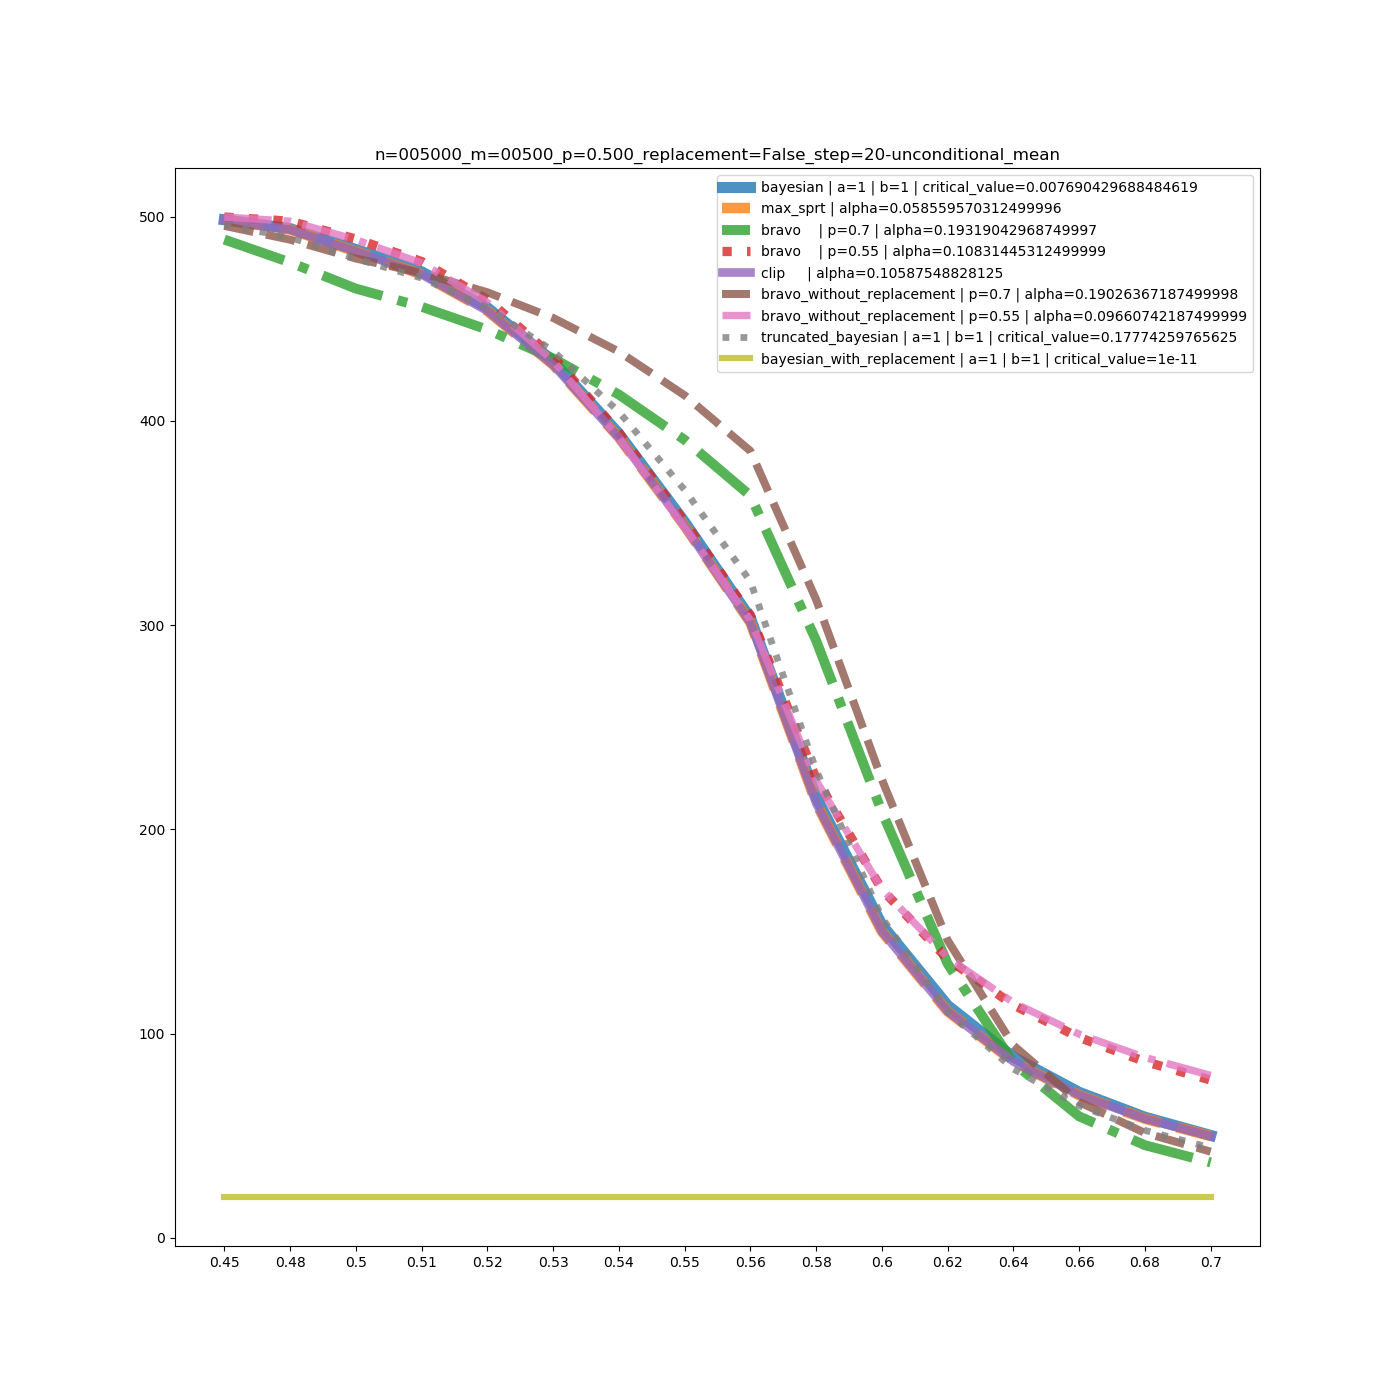 n=005000_m=00500_p=0.500_replacement=False_step=20-unconditional_mean
bayesian | a=1 | b=1 | critical_value=0.007690429688484619
max_sprt | alpha=0.058559570312499996
bravo | p=0.7 | alpha=0.19319042968749997
bravo | p=0.55 | alpha=0.10831445312499999
clip | alpha=0.10587548828125
bravo_without_replacement | p=0.7 | alpha=0.19026367187499998
bravo_without_replacement | p=0.55 | alpha=0.09660742187499999
truncated_bayesian | a=1 | b=1 | critical_value=0.17774259765625
bayesian_with_replacement | a=1 | b=1 | critical_value=1e-11
500
400
300
200
100
0
0.45 0.48 0.5 0.51 0.52 0.53 0.54 0.55 0.56 0.58 0.6 0.62 0.64 0.66 0.68 0.7